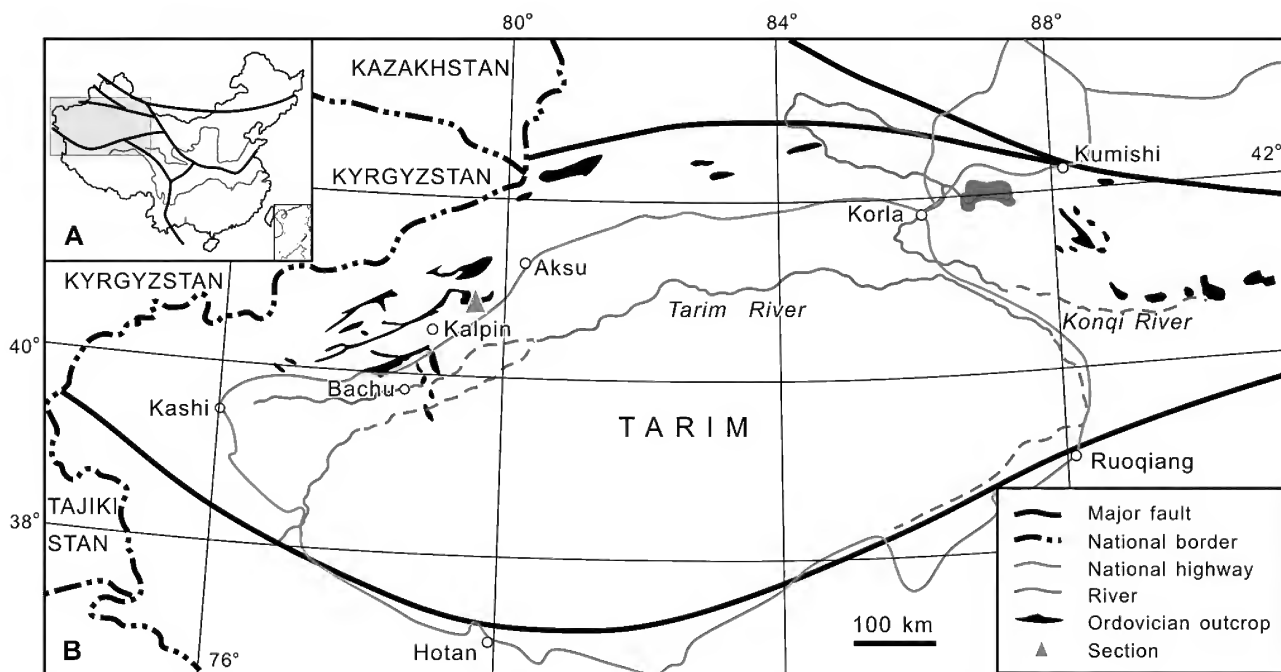 80°
84°
88°
KAZAKHSTAN
KYRGYZSTAN
Kumishi
42°
A
Korla
KYRGYZSTAN
Aksu
Tarim River
Konqi River
Kalpin
40°
Bachu
Kashi
TARIM
Ruoqiang
38°
TAJIKI
STAN
Major fault
National border
National highway
River
Ordovician outcrop
Section
100 km
Hotan
B
76°